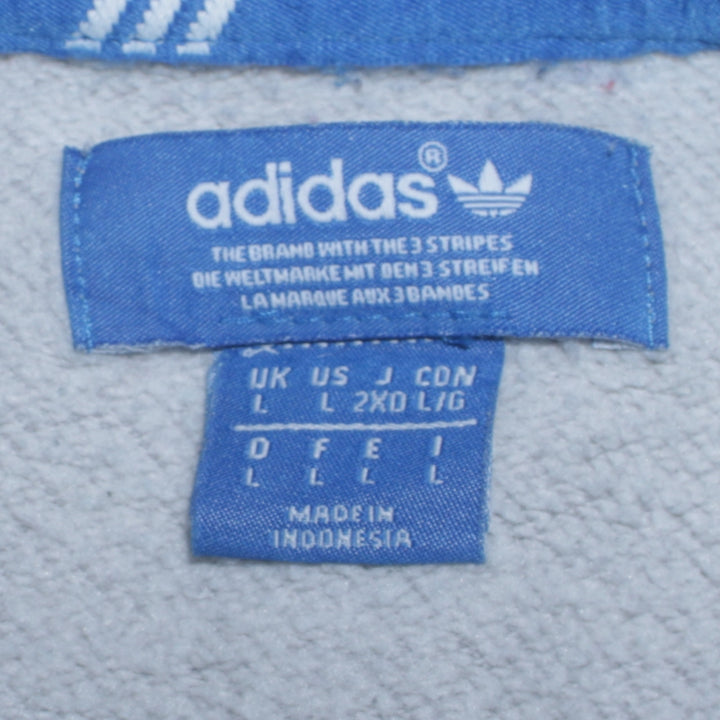 adidas®
THE BRAND WITH THE 3 STRIPES
DIE WELTMARKE MIT DEN 3 STREIFEN
LA MARQUE AUX 3 BANDES
UK US J CDN
L L 2XO L/G
D F E I
L L L L
MADE IN
INDONESIA